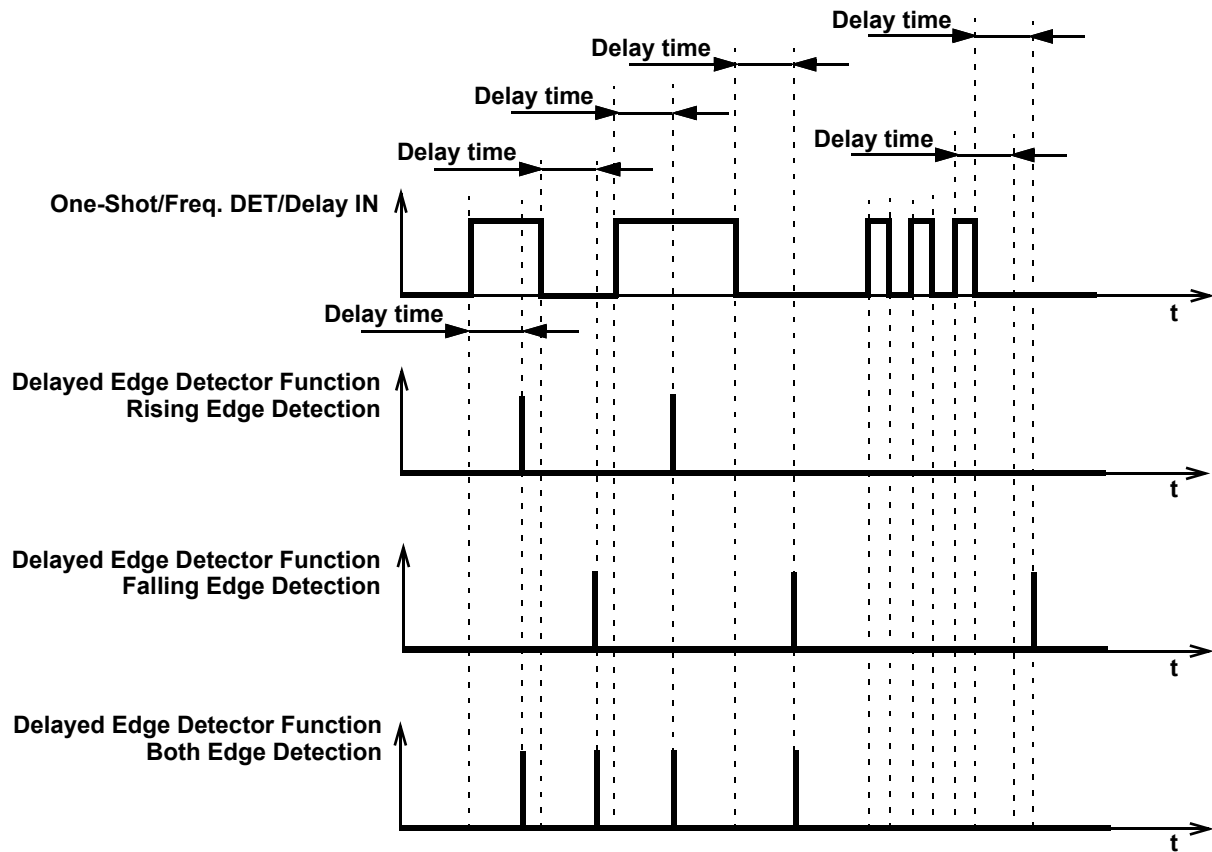 Delay time
Delay time
Delay time
Delay time
Delay time
One-Shot/Freq. DET/Delay IN
t
Delay time
Delayed Edge Detector Function
Rising Edge Detection
t
Delayed Edge Detector Function
Falling Edge Detection
t
Delayed Edge Detector Function
Both Edge Detection
t